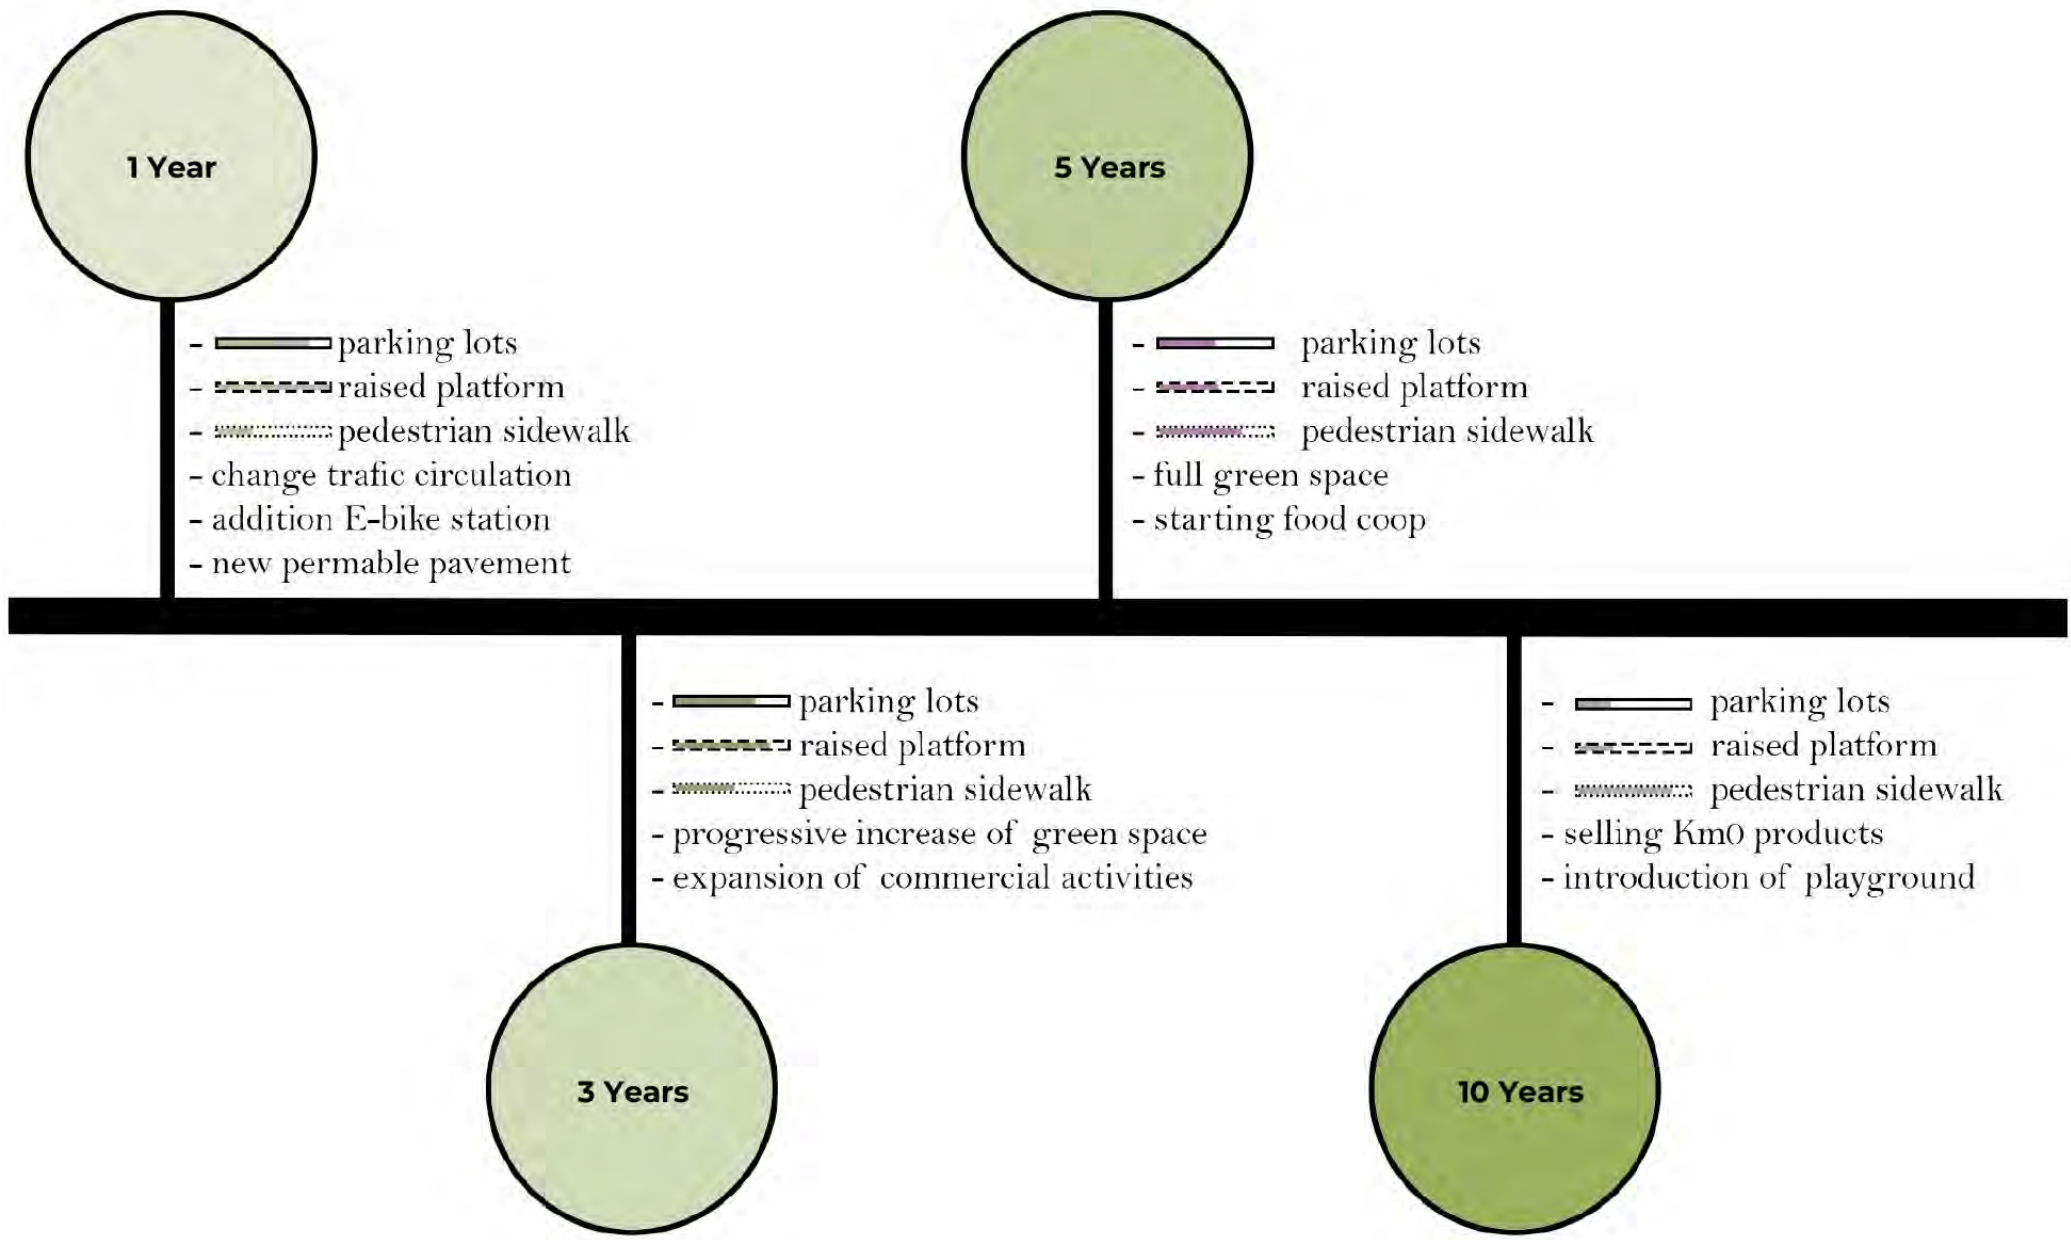 1 Year
- parking lots
- raised platform
- pedestrian sidewalk
- change trafic circulation
- addition E-bike station
- new permable pavement
5 Years
- parking lots
- raised platform
- pedestrian sidewalk
- full green space
- starting food coop
- parking lots
- raised platform
- pedestrian sidewalk
- progressive increase of green space
- expansion of commercial activities
3 Years
- parking lots
- raised platform
- pedestrian sidewalk
- selling Km0 products
- introduction of playground
10 Years